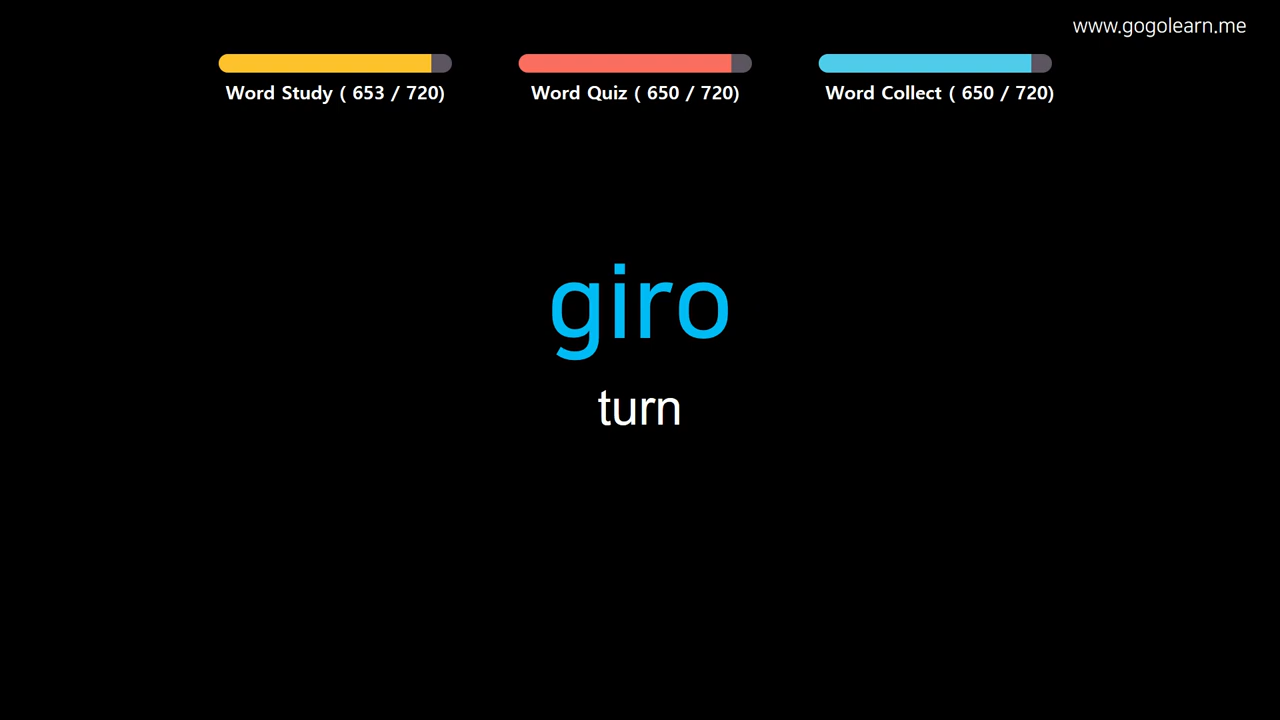 www.gogolearn.me
Word Study ( 653 / 720)
Word Quiz ( 650 / 720)
Word Collect ( 650 / 720)
giro
turn